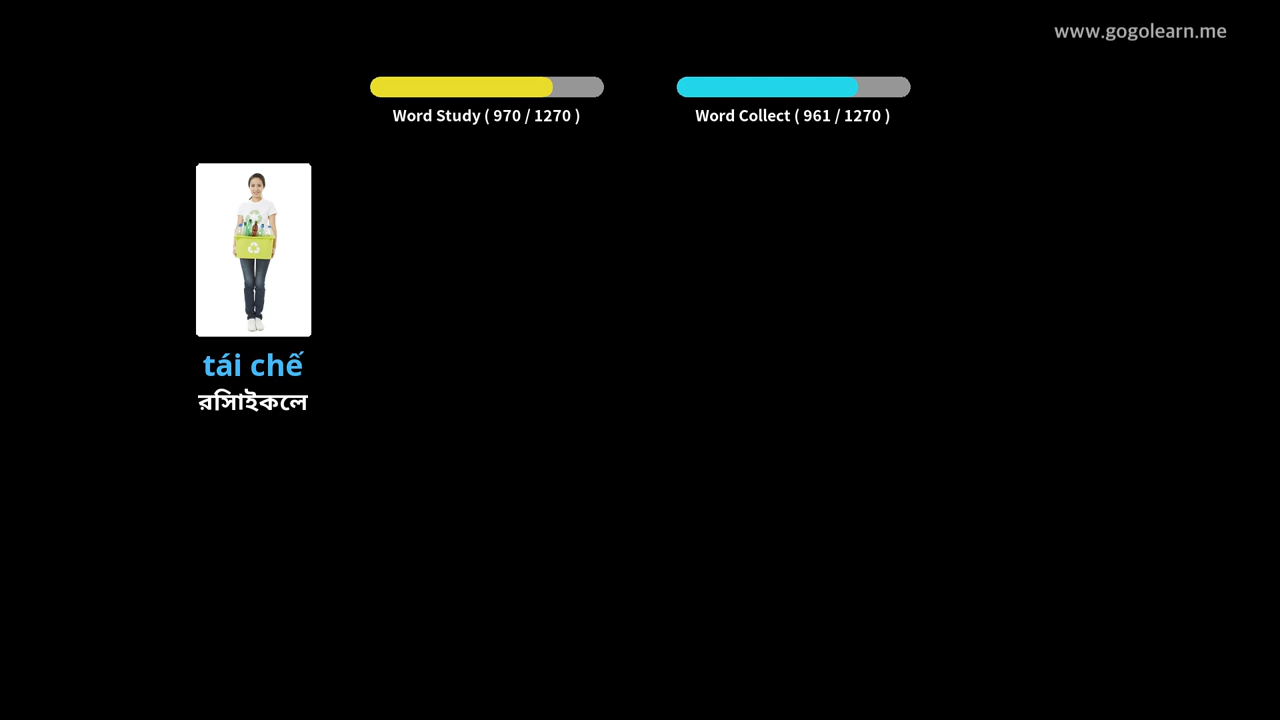 www.gogolearn.me
Word Study ( 970 / 1270 )
Word Collect ( 961 / 1270 )
tái chế
রিসাইকেল